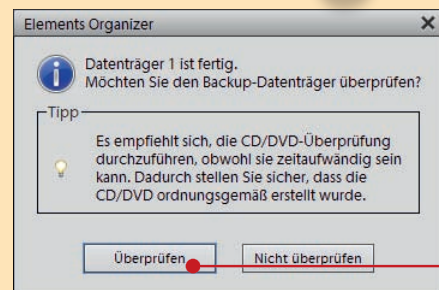 Elements Organizer
Datenträger 1 ist fertig.
Möchten Sie den Backup-Datenträger überprüfen?
Tipp
Es empfiehlt sich, die CD/DVD-Überprüfung
durchzuführen, obwohl sie zeitaufwändig sein
kann. Dadurch stellen Sie sicher, dass die
CD/DVD ordnungsgemäß erstellt wurde.
Überprüfen
Nicht überprüfen